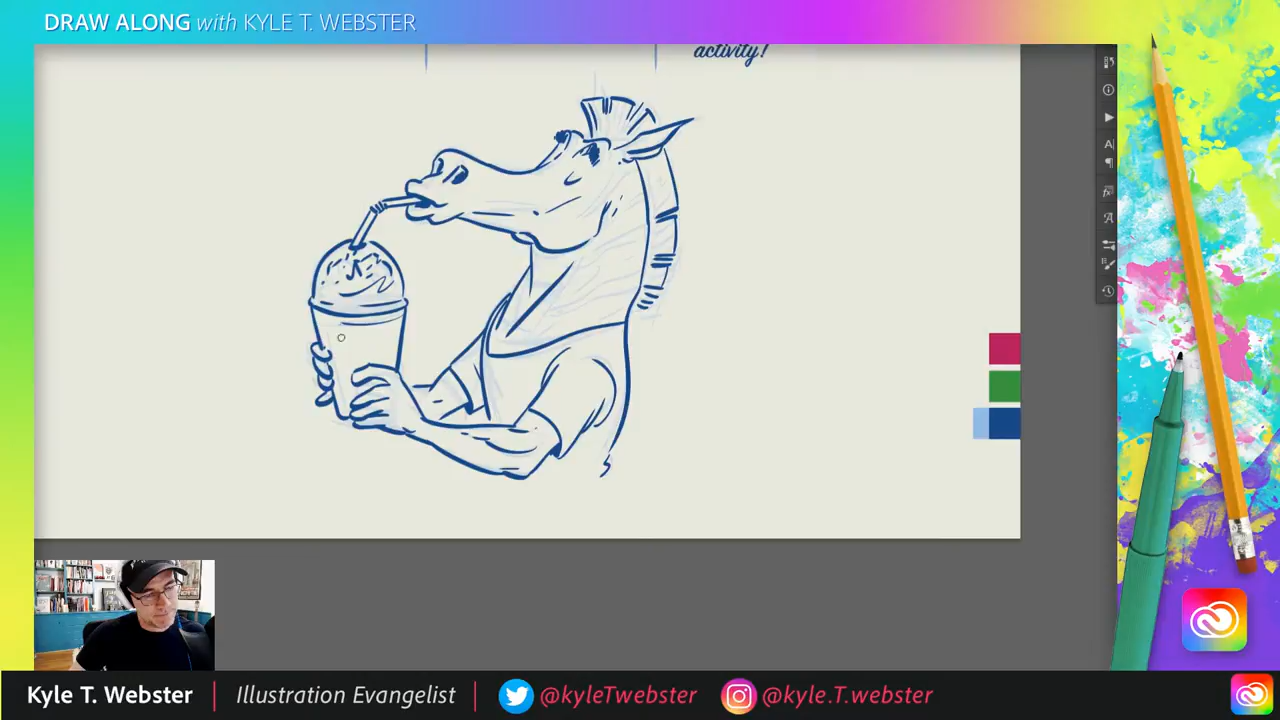 DRAW ALONG with KYLE T. WEBSTER
activity!
Kyle T. Webster | Illustration Evangelist | @kyleTwebster @kyle.T.webster